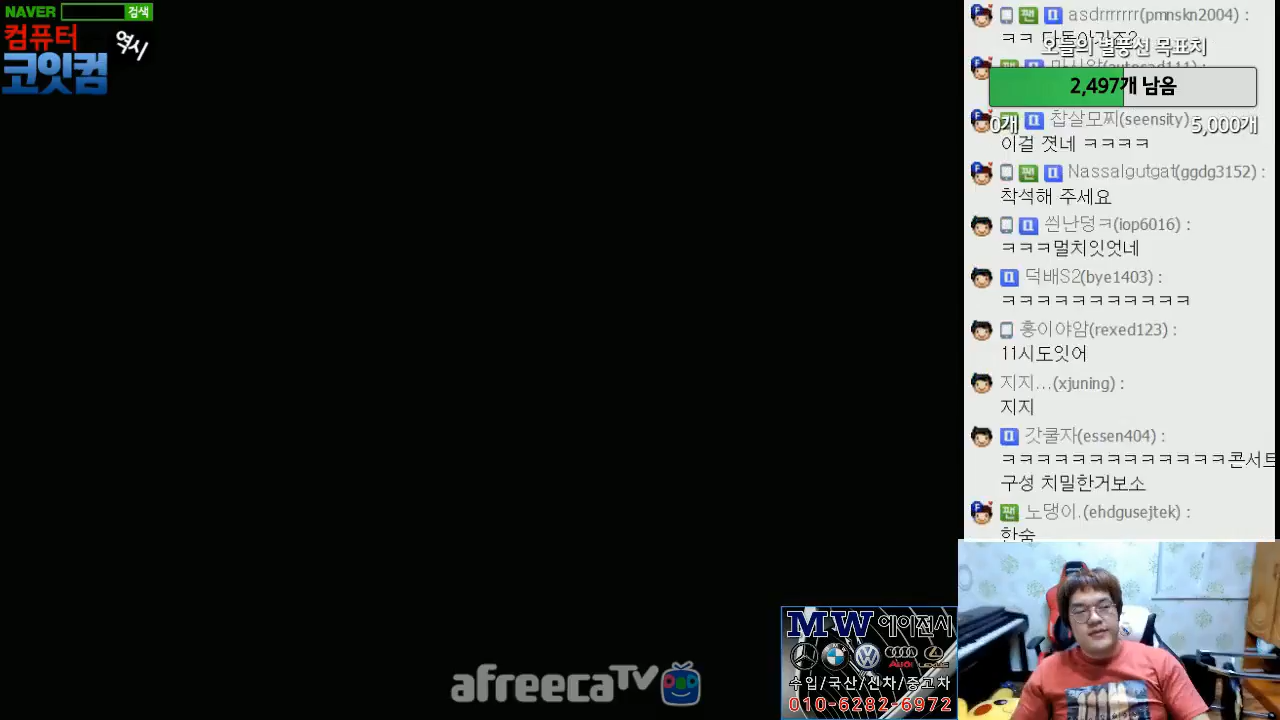 NAVER 검색
컴퓨터
역시
코잇컴
asdrrrrrrr(pmnskn2004) :
오늘의 별풍선 목표치
2,497개 남음
0개
5,000개
찹살모찌(seensity)
이걸 졋네 ㅋㅋㅋㅋ
Nassalgutgat(ggdg3152) :
착석해 주세요
씐난덩ㅋ(iop6016) :
ㅋㅋㅋ멀치잇엇네
덕배S2(bye1403) :
ㅋㅋㅋㅋㅋㅋㅋㅋㅋㅋㅋ
홍이야암(rexed123) :
11시도잇어
지지...(xjuning) :
지지
갓쿨자(essen404) :
ㅋㅋㅋㅋㅋㅋㅋㅋㅋㅋㅋㅋㅋ콘서트
구성 치밀한거보소
노댕이.(ehdgusejtek) :
한숨
MW 에이전시
수입/국산/신차/중고차
010-6282-6972
afreecaTV